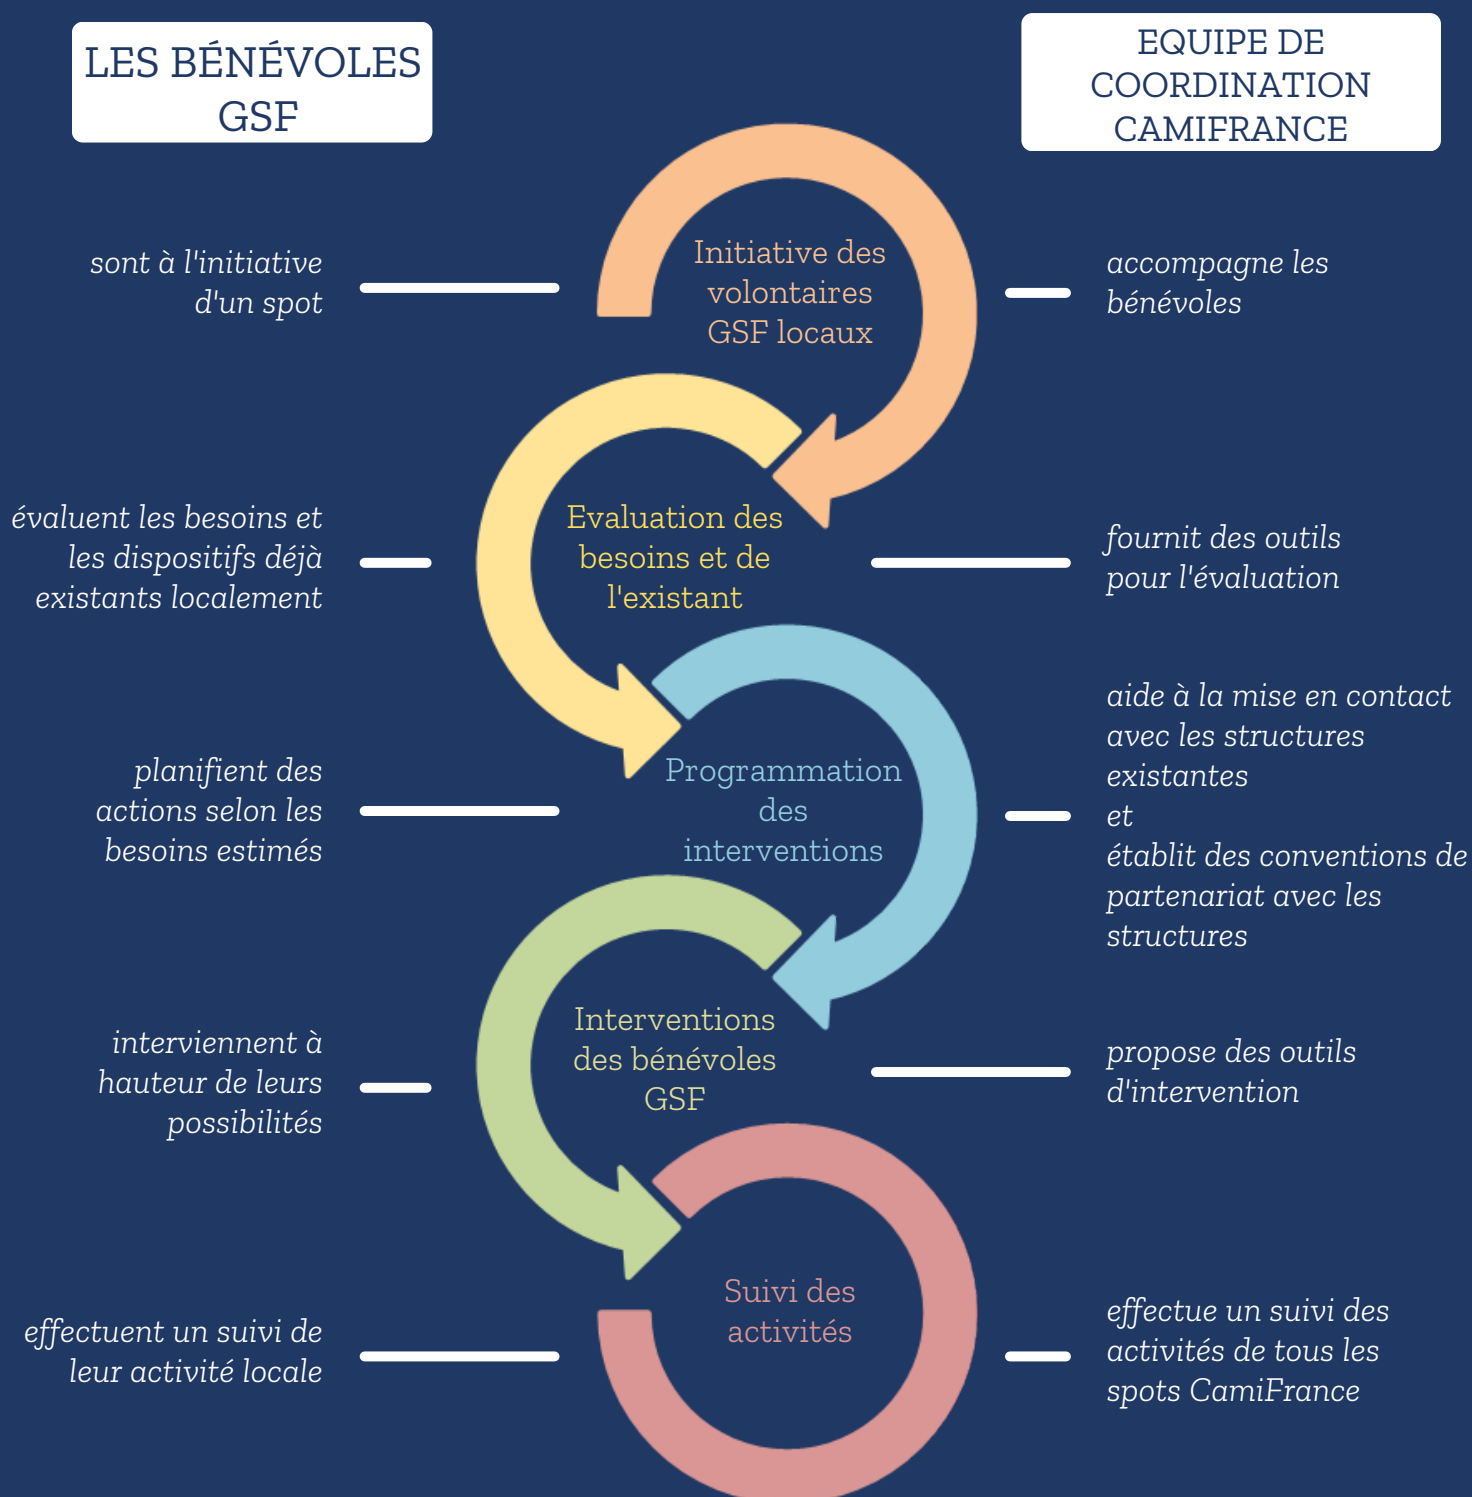 LES BÉNÉVOLES
GSF
EQUIPE DE
COORDINATION
CAMIFRANCE
sont à l'initiative
d'un spot
Initiative des
volontaires
GSF locaux
accompagne les
bénévoles
évaluent les besoins et
les dispositifs déjà
existants localement
Evaluation des
besoins et de
l'existant
fournit des outils
pour l'évaluation
planifient des
actions selon les
besoins estimés
Programmation
des
interventions
aide à la mise en contact
avec les structures
existantes
et
établit des conventions de
partenariat avec les
structures
interviennent à
hauteur de leurs
possibilités
Interventions
des bénévoles
GSF
propose des outils
d'intervention
effectuent un suivi de
leur activité locale
Suivi des
activités
effectue un suivi des
activités de tous les
spots CamiFrance